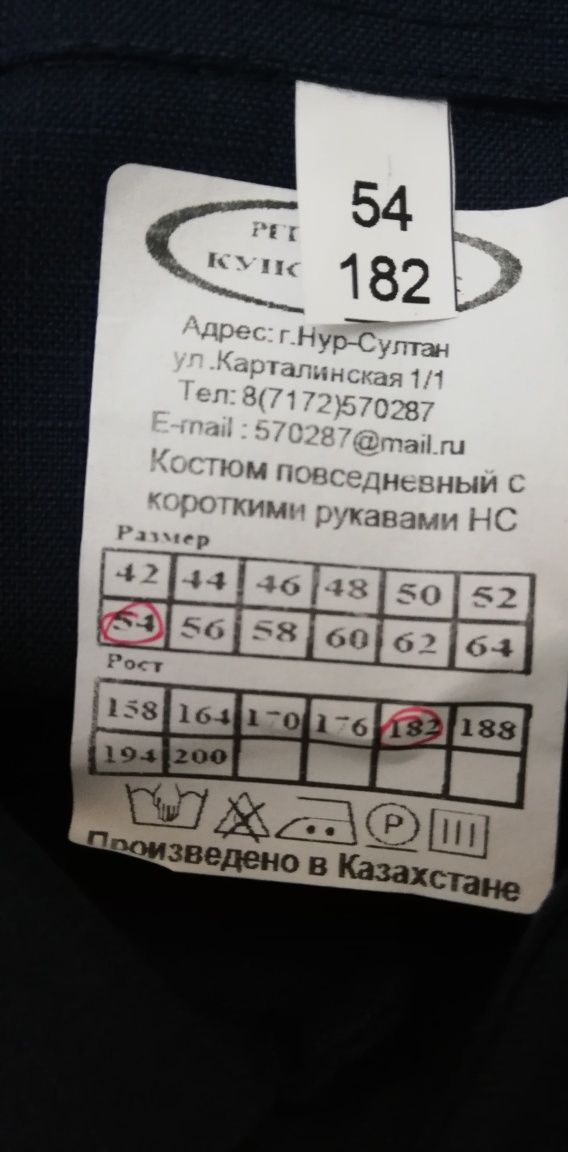 54
182
Адрес: г.Нур-Султан
ул.Карталинская 1/1
Тел: 8(7172)570287
E-mail : 570287@mail.ru
Костюм повседневный с
короткими рукавами НС
Размер
42 44 46 48 50 52
54 56 58 60 62 64
Рост
158 164 170 176 182 188
194 200
P
Произведено в Казахстане